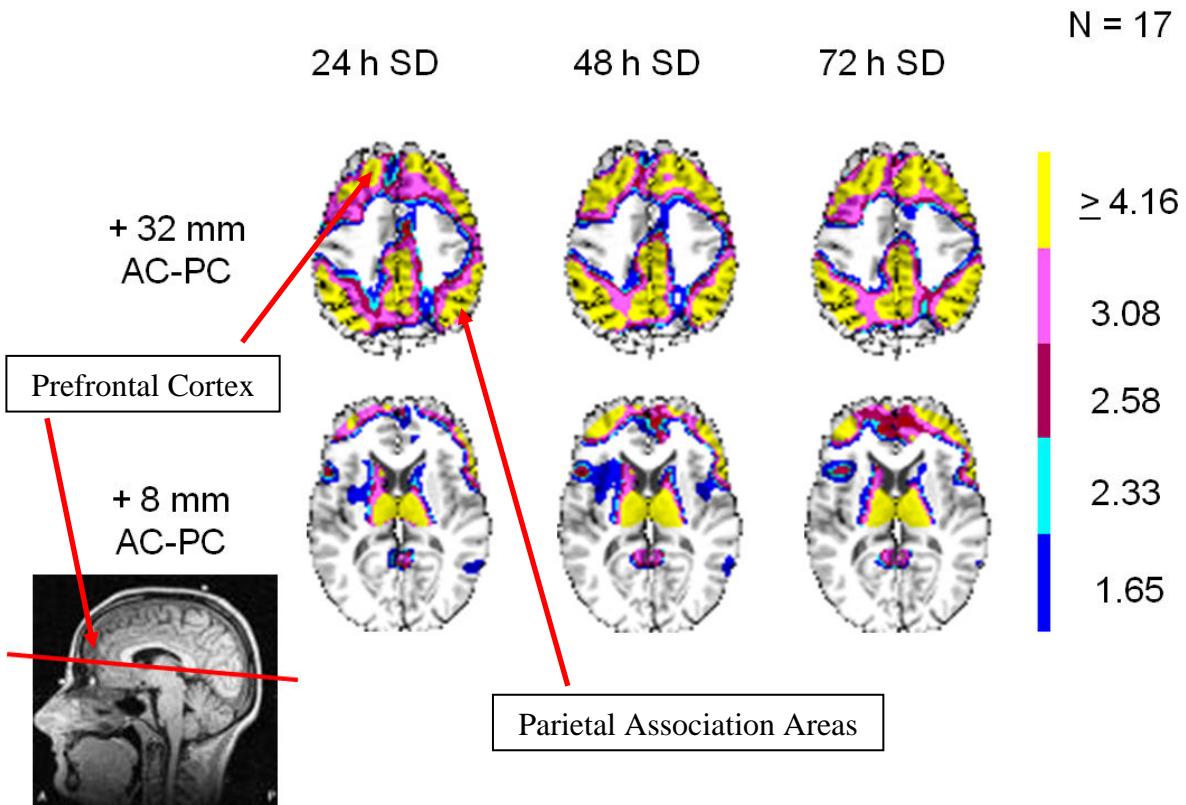 N = 17
24 h SD
48 h SD
72 h SD
+ 32 mm
AC-PC
≥ 4.16
3.08
2.58
2.33
1.65
Prefrontal Cortex
+ 8 mm
AC-PC
Parietal Association Areas
A
P